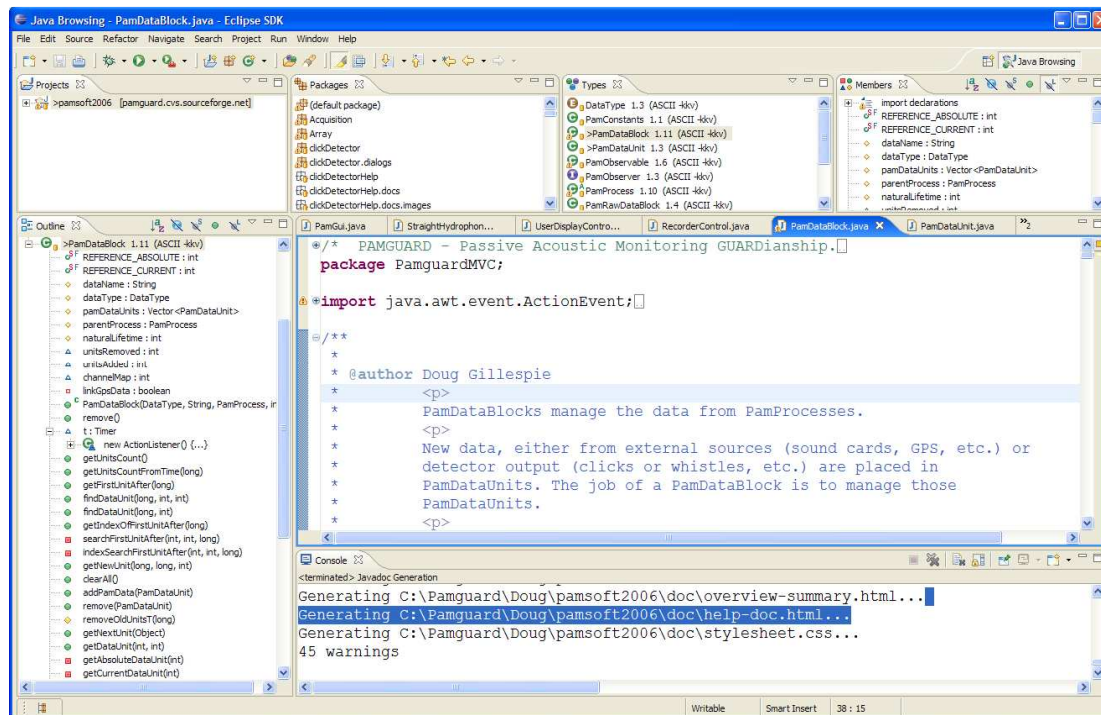 Java Browsing - PamDataBlock.java - Eclipse SDK
File Edit Source Refactor Navigate Search Project Run Window Help
Java Browsing
Projects
>pamsoft2006 [pamguard.cvs.sourceforge.net]
Packages
(default package)
Acquisition
Array
clickDetector
clickDetector.dialogs
clickDetectorHelp
clickDetectorHelp.docs
clickDetectorHelp.docs.images
Types
DataType 1.3 (ASCII -kkv)
PamConstants 1.1 (ASCII -kkv)
>PamDataBlock 1.11 (ASCII -kkv)
>PamDataUnit 1.3 (ASCII -kkv)
PamObservable 1.6 (ASCII -kkv)
PamObserver 1.3 (ASCII -kkv)
PamProcess 1.10 (ASCII -kkv)
PamRawDataBlock 1.4 (ASCII -kkv)
Members
import declarations
REFERENCE_ABSOLUTE : int
REFERENCE_CURRENT : int
dataName : String
dataType : DataType
pamDataUnits : Vector<PamDataUnit>
parentProcess : PamProcess
naturalLifetime : int
unitsRemoved : int
Outline
>PamDataBlock 1.11 (ASCII -kkv)
REFERENCE_ABSOLUTE : int
REFERENCE_CURRENT : int
dataName : String
dataType : DataType
pamDataUnits : Vector<PamDataUnit>
parentProcess : PamProcess
naturalLifetime : int
unitsRemoved : int
unitsAdded : int
channelMap : int
linkGpsData : boolean
PamDataBlock(DataType, String, PamProcess, ir
remove()
t : Timer
new ActionListener() {...}
getUnitsCount()
getUnitsCountFromTime(long)
getFirstUnitAfter(long)
findDataUnit(long, int, int)
findDataUnit(long, int)
getIndexOfFirstUnitAfter(long)
searchFirstUnitAfter(int, int, long)
indexSearchFirstUnitAfter(int, int, long)
getNewUnit(long, long, int)
clearAll()
addPamData(PamDataUnit)
remove(PamDataUnit)
removeOldUnitsT(long)
getNextUnit(Object)
getDataUnit(int, int)
getAbsoluteDataUnit(int)
getCurrentDataUnit(int)
PamGui.java StraightHydrophon... UserDisplayContro... RecorderControl.java PamDataBlock.java PamDataUnit.java »2
/* PAMGUARD - Passive Acoustic Monitoring GUARDianship.
package PamguardMVC;
import java.awt.event.ActionEvent;
/**
*
* @author Doug Gillespie
* <p>
* PamDataBlocks manage the data from PamProcesses.
* <p>
* New data, either from external sources (sound cards, GPS, etc.) or
* detector output (clicks or whistles, etc.) are placed in
* PamDataUnits. The job of a PamDataBlock is to manage those
* PamDataUnits.
* <p>
Console
<terminated> Javadoc Generation
Generating C:\Pamguard\Doug\pamsoft2006\doc\overview-summary.html...
Generating C:\Pamguard\Doug\pamsoft2006\doc\help-doc.html...
Generating C:\Pamguard\Doug\pamsoft2006\doc\stylesheet.css...
45 warnings
Writable Smart Insert 38 : 15